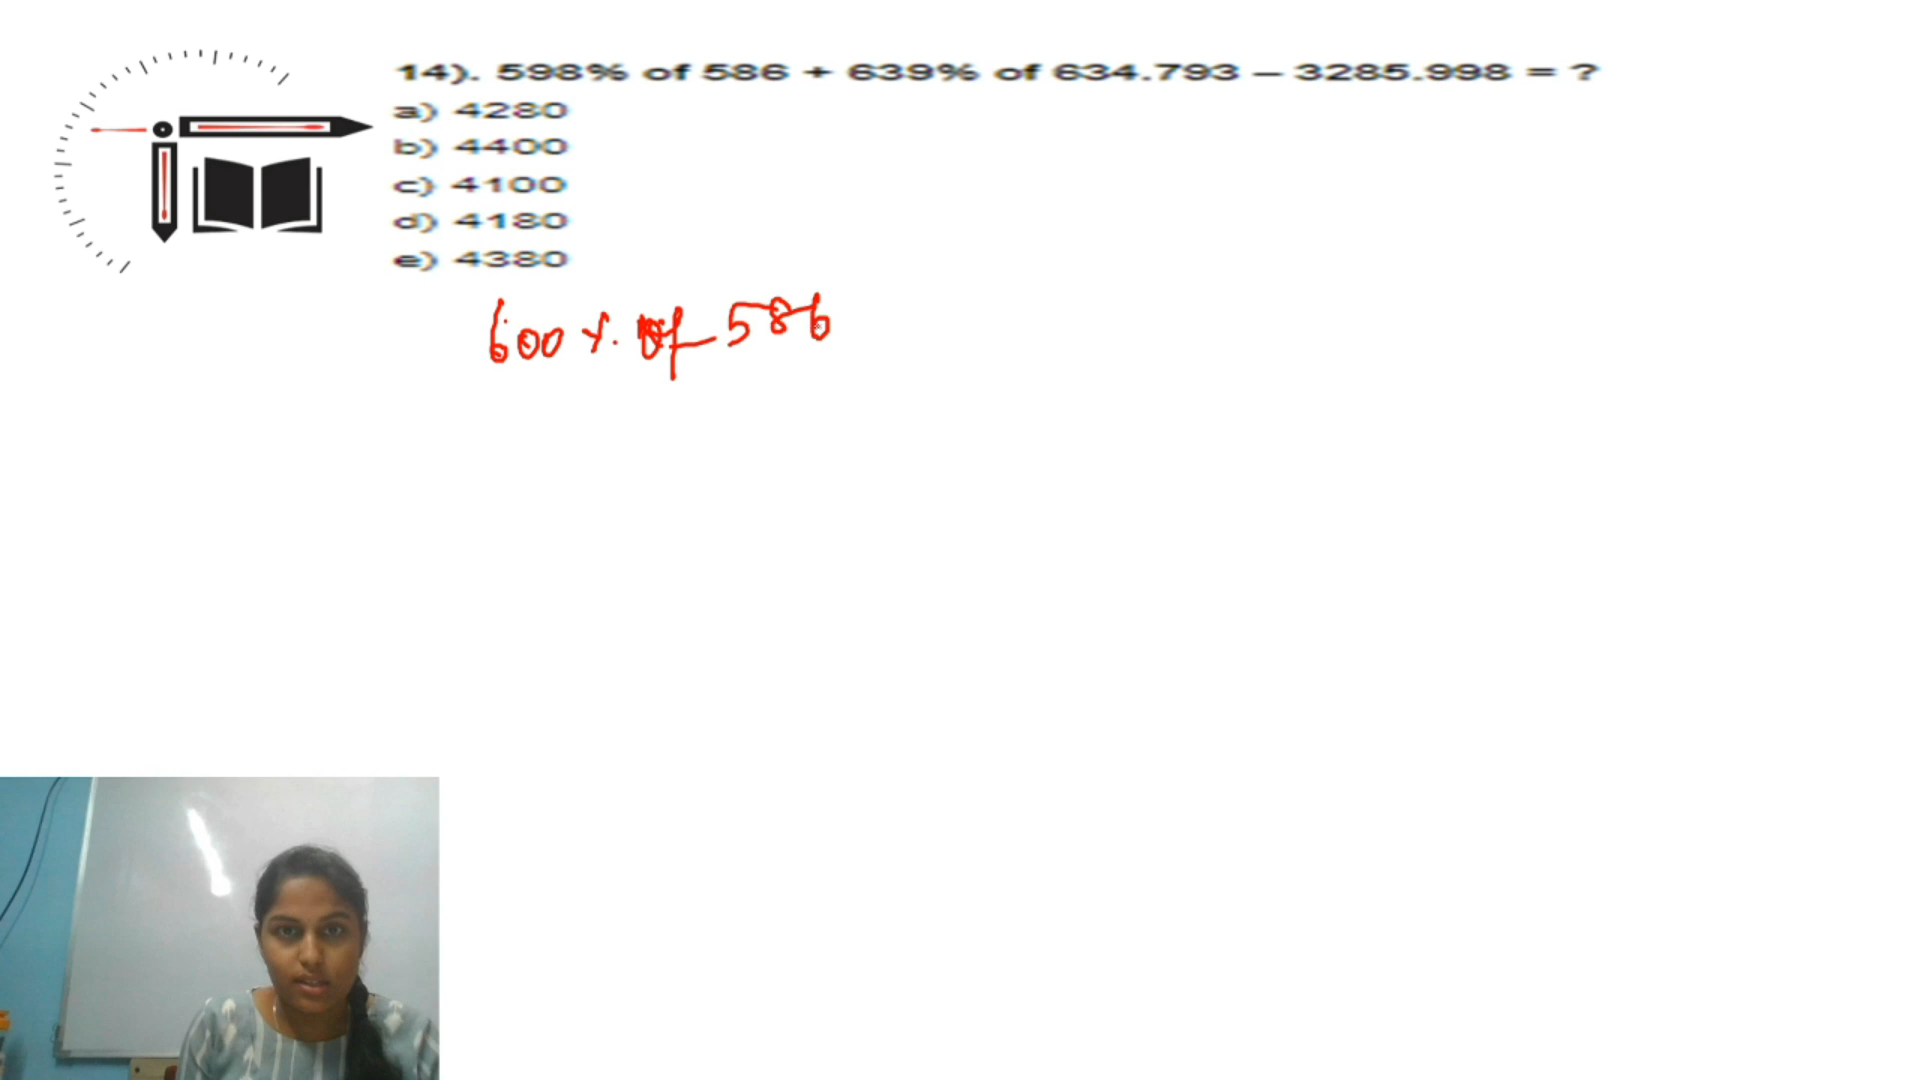 14). 598% of 586 + 639% of 634.793 – 3285.998 = ?
a) 4280
b) 4400
c) 4100
d) 4180
e) 4380
600 %. of 586